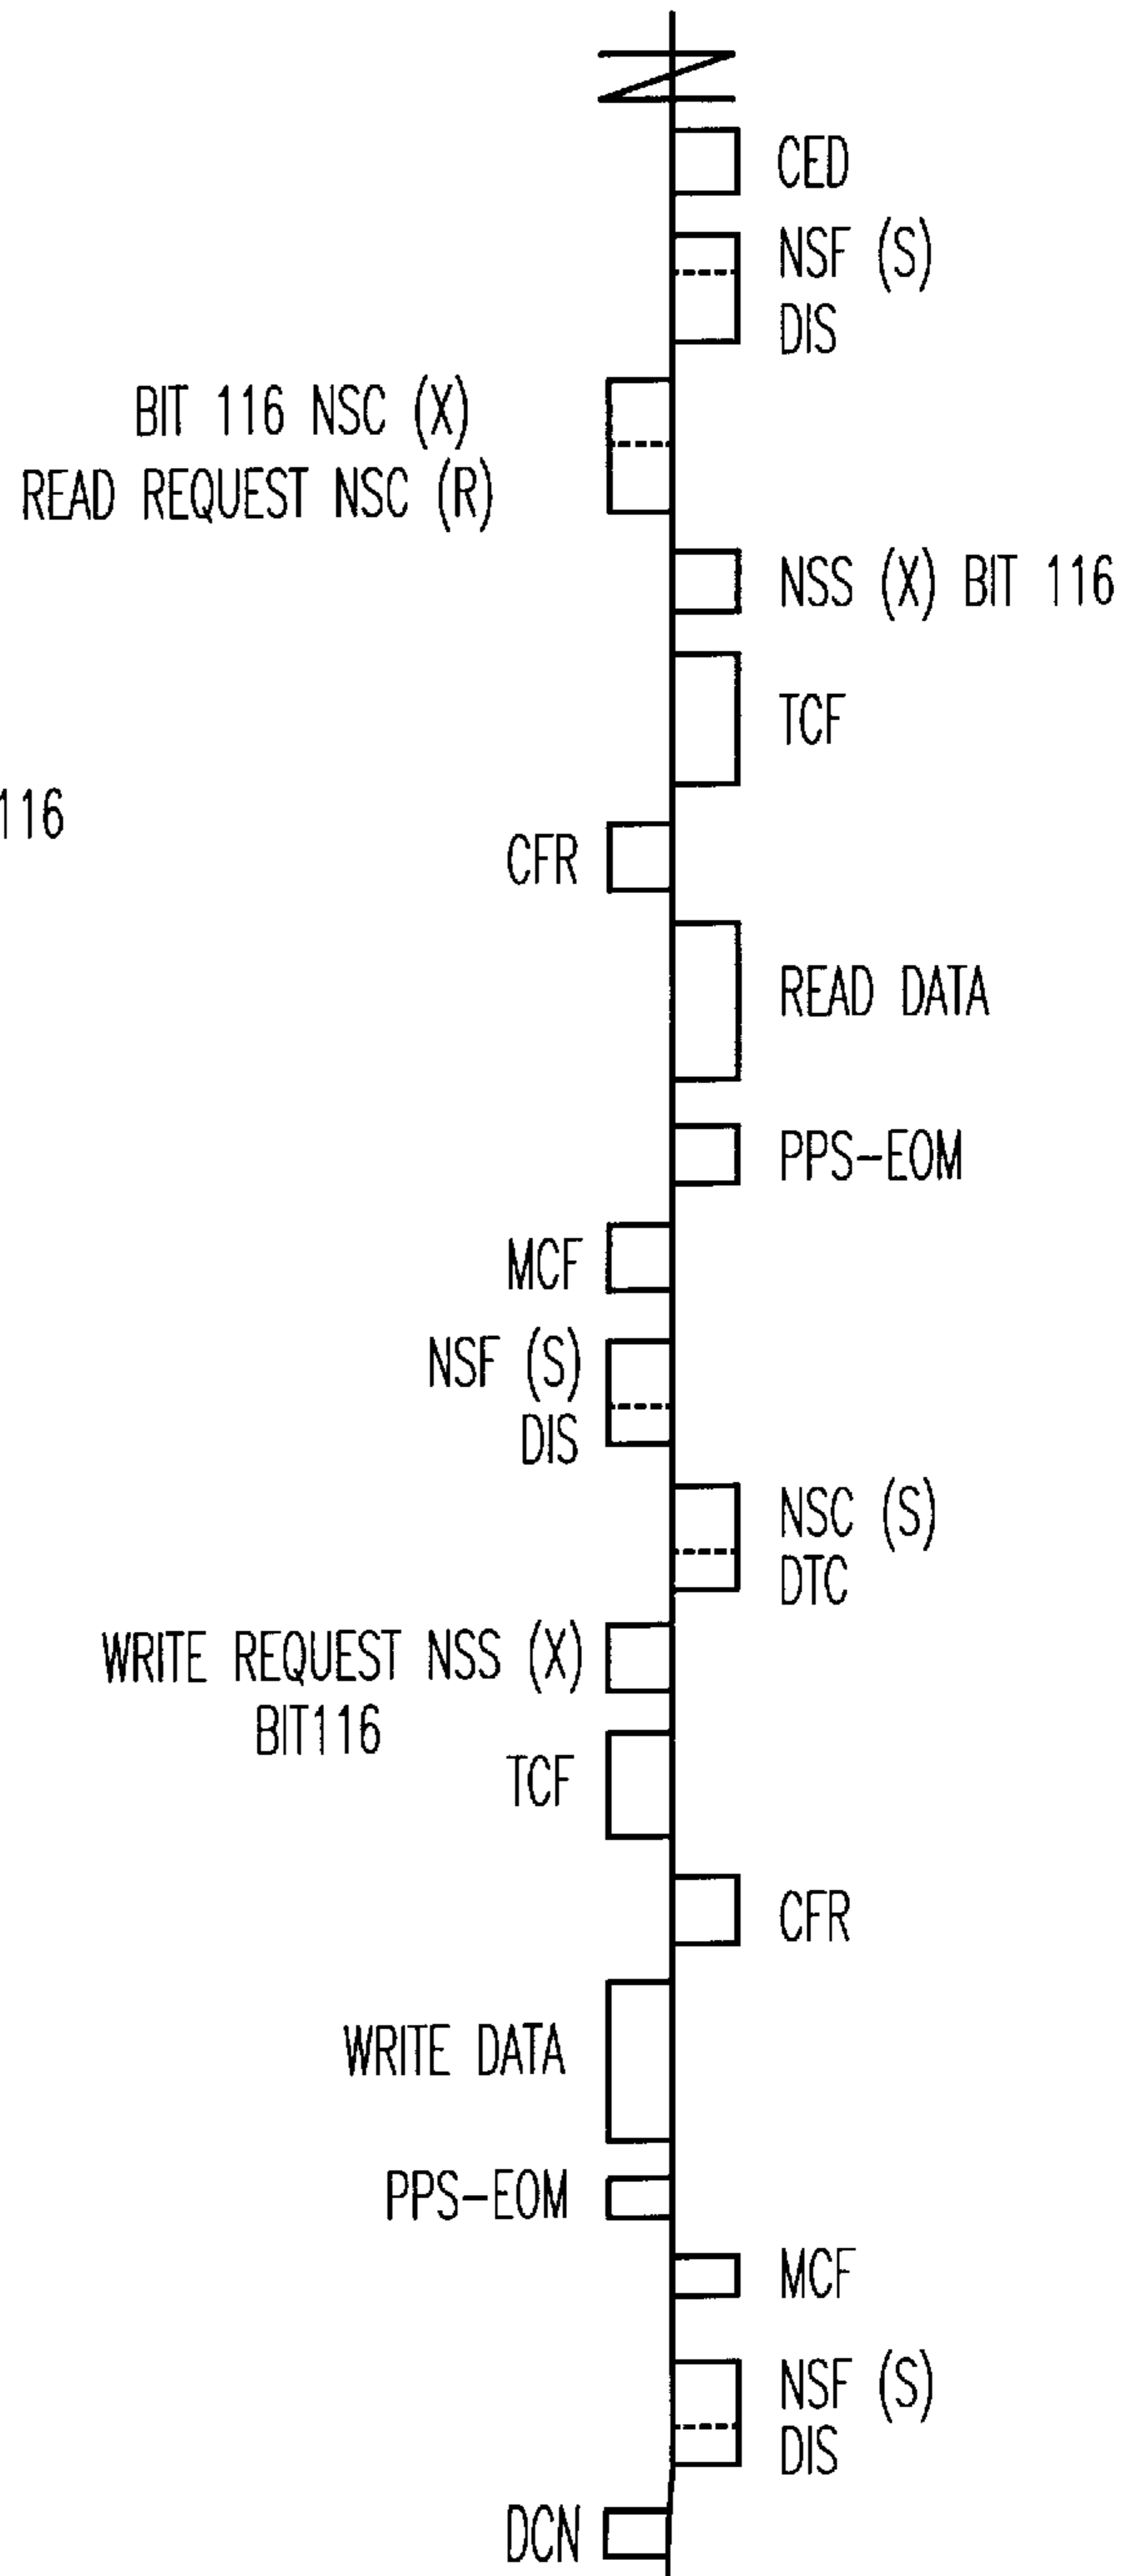 CED
NSF (S)
DIS
BIT 116 NSC (X)
READ REQUEST NSC (R)
NSS (X) BIT 116
TCF
116
CFR
READ DATA
PPS-EOM
MCF
NSF (S)
DIS
NSC (S)
DTC
WRITE REQUEST NSS (X)
BIT116
TCF
CFR
WRITE DATA
PPS-EOM
MCF
NSF (S)
DIS
DCN